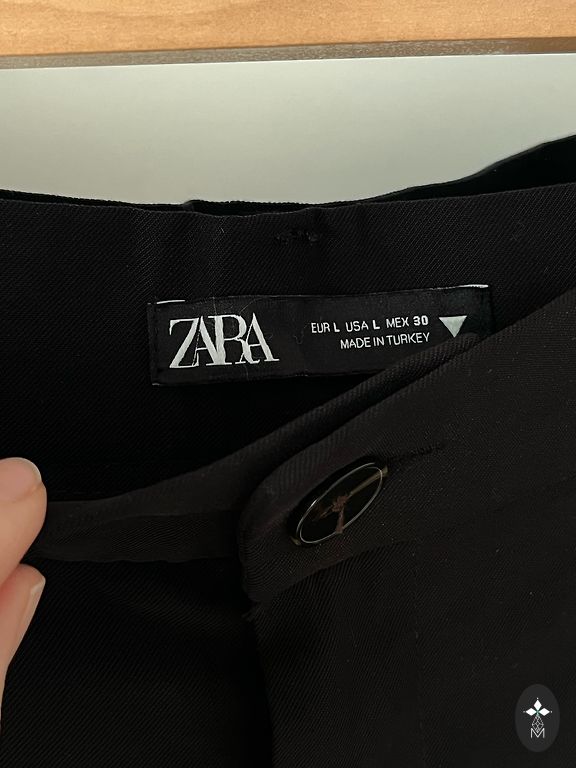 ZARA
EUR L USA L MEX 30
MADE IN TURKEY
M